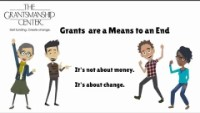 THE
GRANTSMANSHIP
CENTER
Grants are a Means to an End
It's not about money.
It's about change.